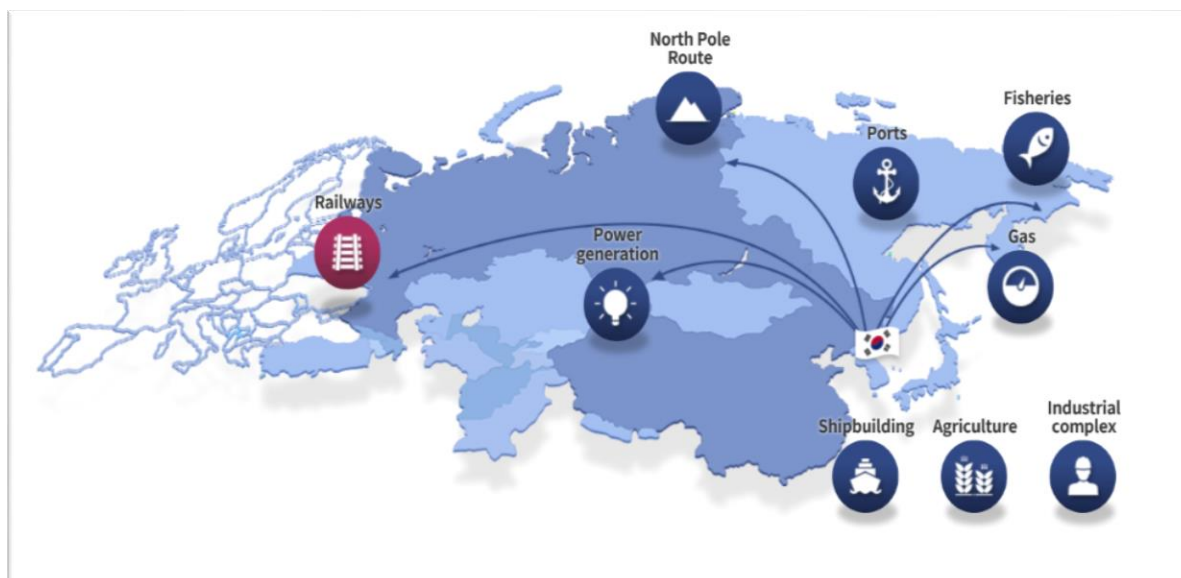 North Pole
Route
Fisheries
Ports
Railways
Power
generation
Gas
Shipbuilding
Agriculture
Industrial
complex